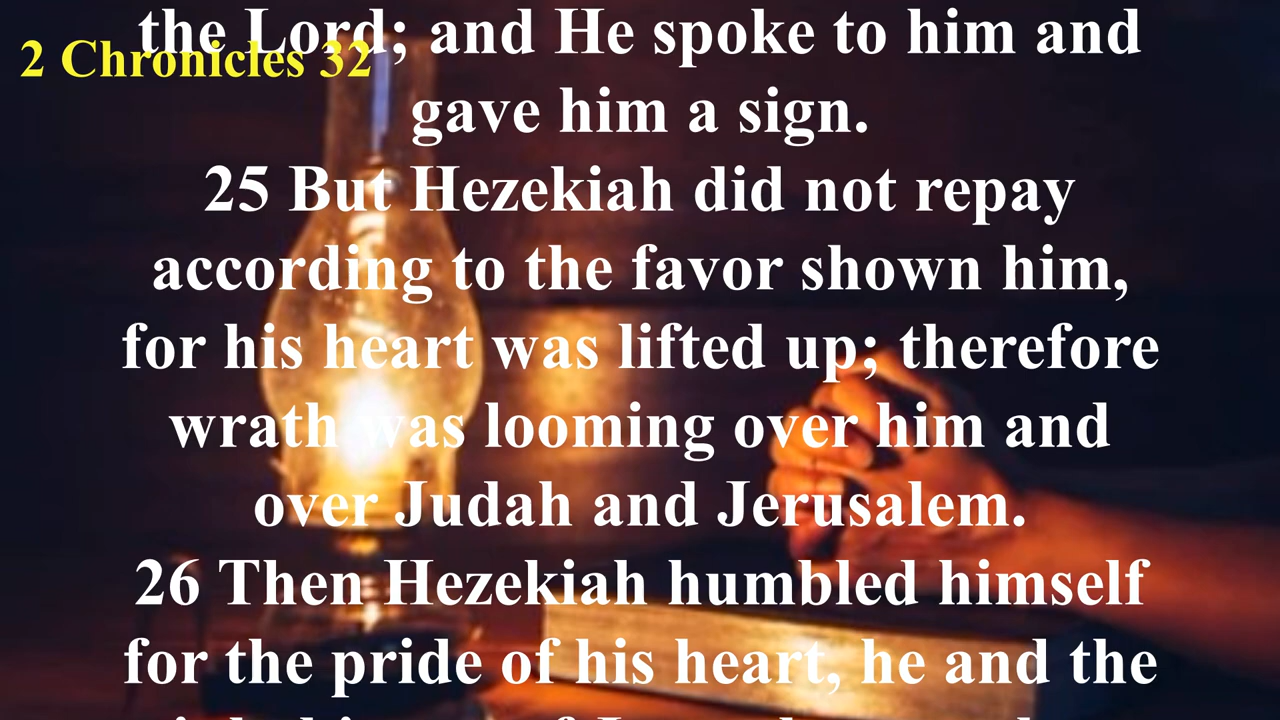 the Lord; and He spoke to him and
2 Chronicles 32
gave him a sign.
25 But Hezekiah did not repay
according to the favor shown him,
for his heart was lifted up; therefore
wrath was looming over him and
over Judah and Jerusalem.
26 Then Hezekiah humbled himself
for the pride of his heart, he and the